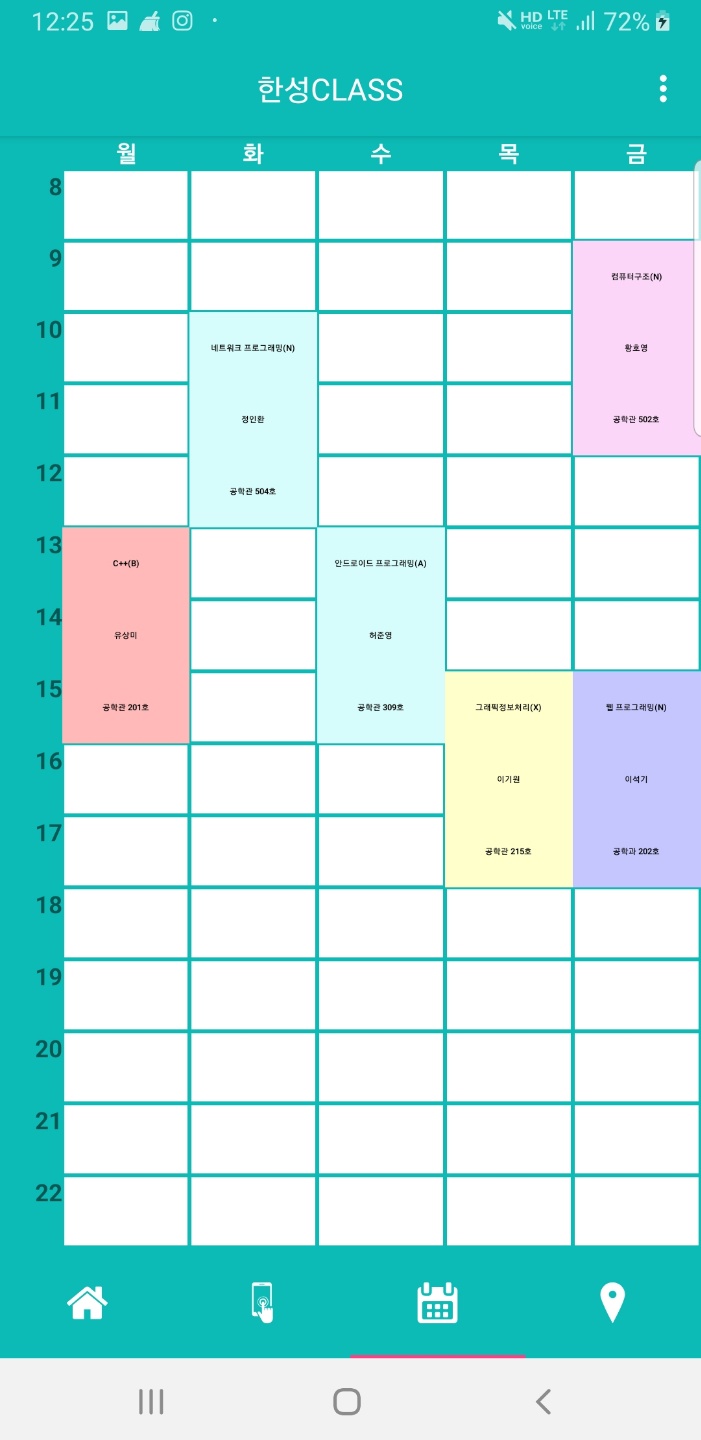 12:25
HD voice LTE 72%
한성CLASS
월 화 수 목 금
8
9
컴퓨터구조(N)
10
네트워크 프로그래밍(N)
황호영
11
정인환
공학관 502호
12
공학관 504호
13
C++(B)
안드로이드 프로그래밍(A)
14
유상미
허준영
15
공학관 201호
공학관 309호
그래픽정보처리(X)
웹 프로그래밍(N)
16
이기원
이석기
17
공학관 215호
공학과 202호
18
19
20
21
22